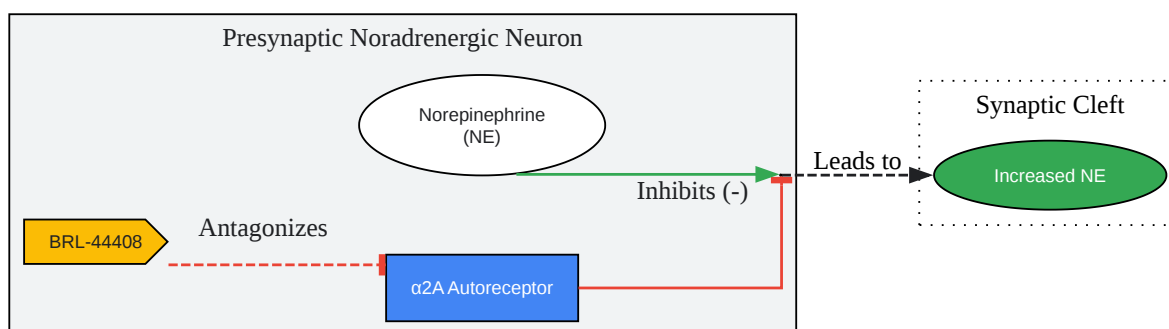 Presynaptic Noradrenergic Neuron
Norepinephrine
(NE)
Synaptic Cleft
Leads to
Increased NE
Inhibits (-)
Antagonizes
BRL-44408
α2A Autoreceptor